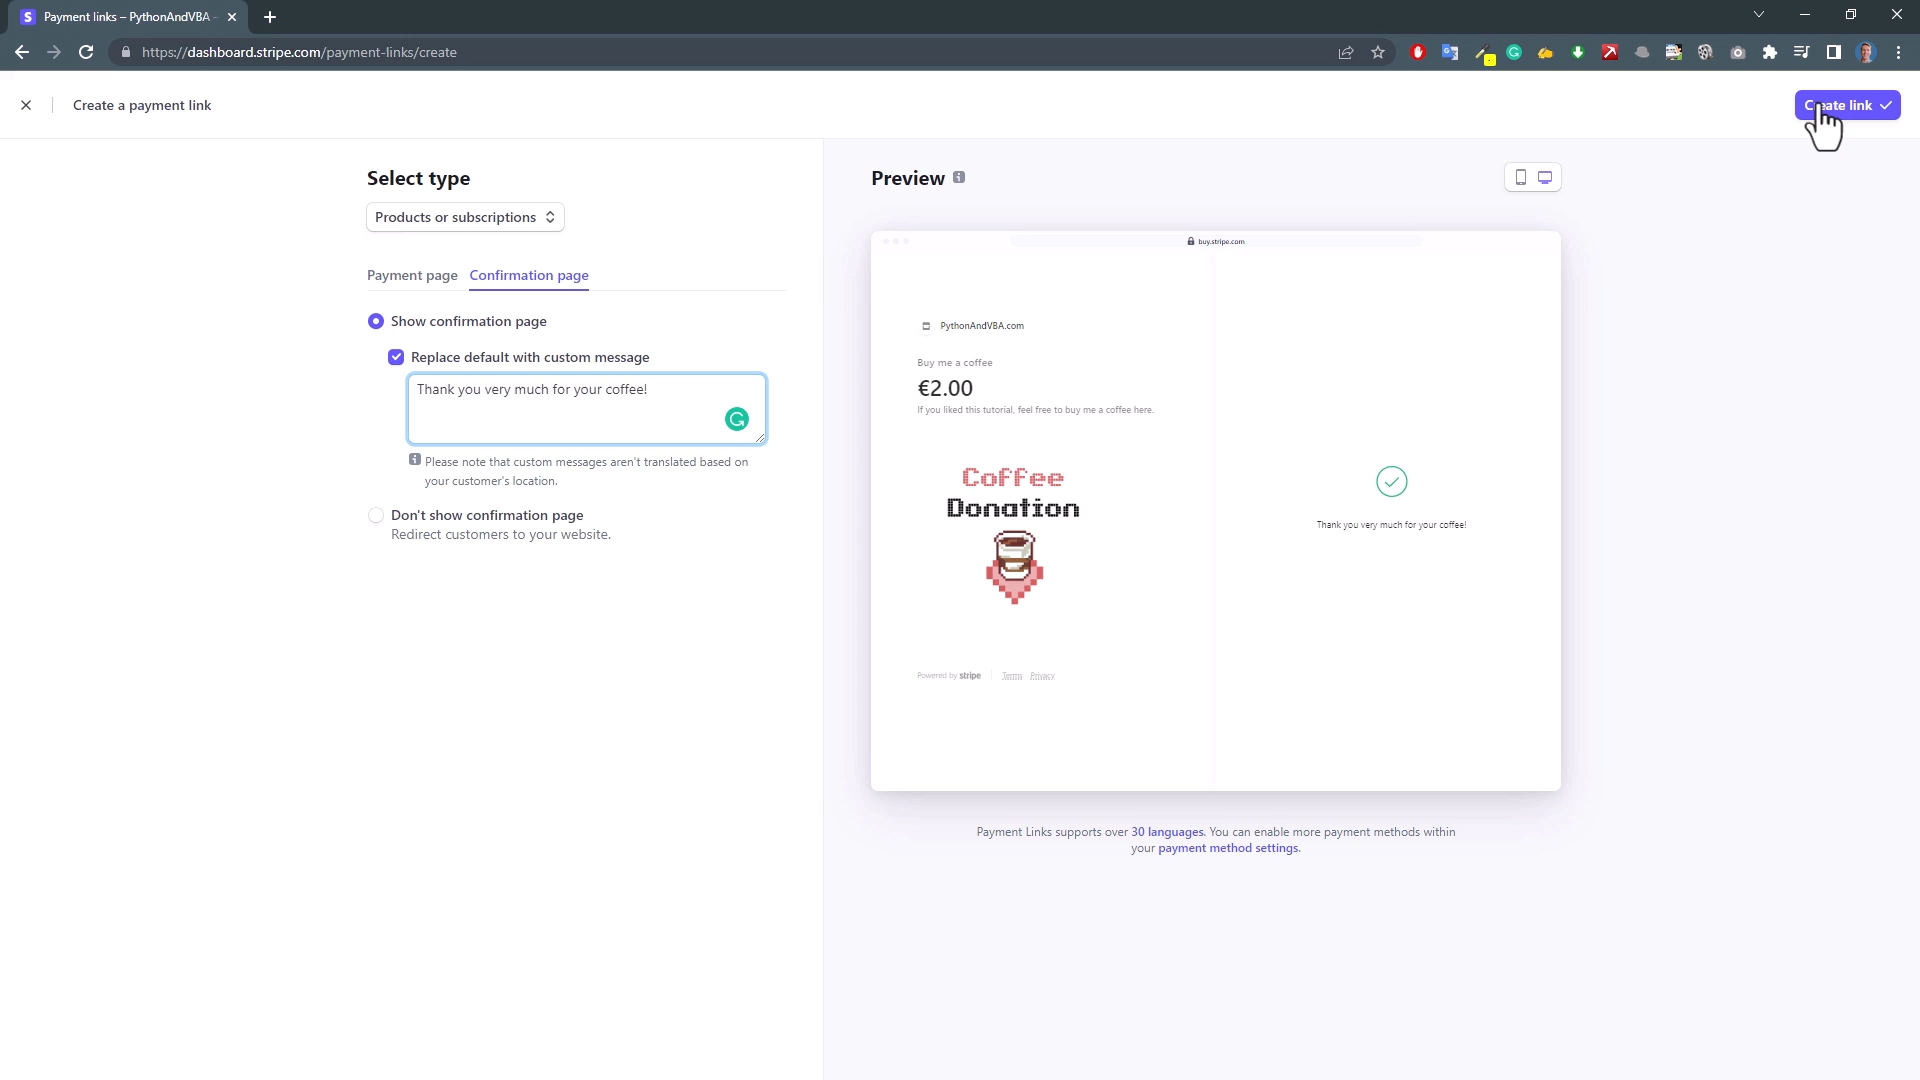 Payment links – PythonAndVBA -
https://dashboard.stripe.com/payment-links/create
Create a payment link
Create link
Select type
Products or subscriptions
Payment page
Confirmation page
Show confirmation page
Replace default with custom message
Thank you very much for your coffee!
Please note that custom messages aren't translated based on
your customer's location.
Don't show confirmation page
Redirect customers to your website.
Preview
buy.stripe.com
PythonAndVBA.com
Buy me a coffee
€2.00
If you liked this tutorial, feel free to buy me a coffee here.
Coffee
Donation
Powered by stripe
Terms
Privacy
Thank you very much for your coffee!
Payment Links supports over 30 languages. You can enable more payment methods within
your payment method settings.